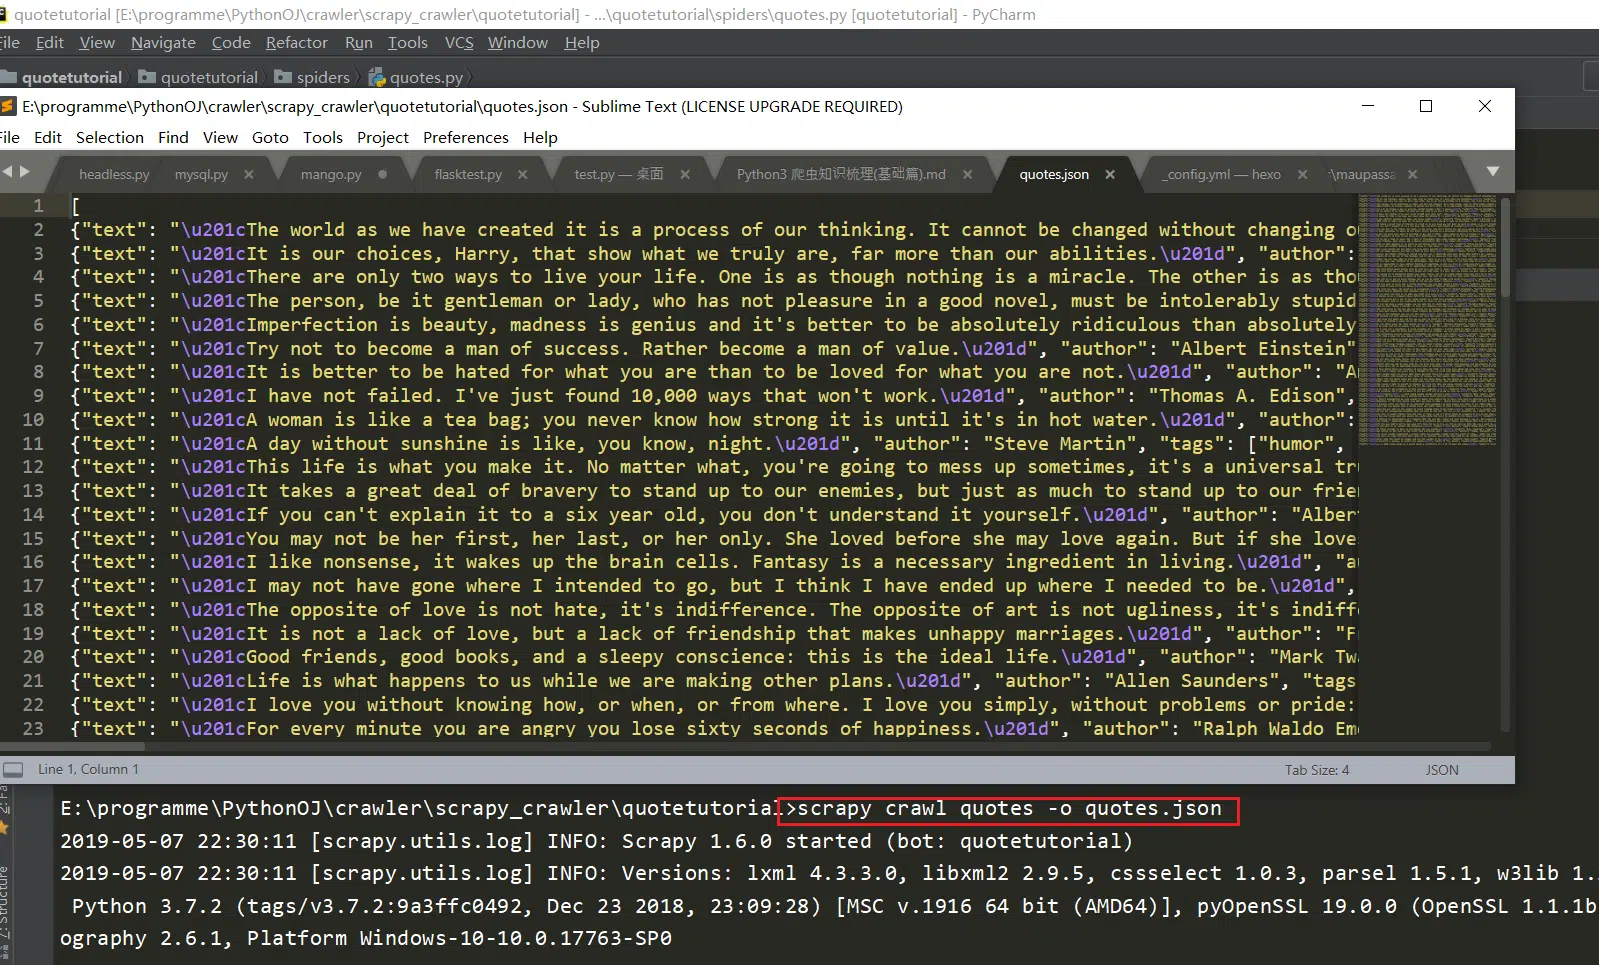 quotetutorial [E:\programme\PythonOJ\crawler\scrapy_crawler\quotetutorial] - ...\quotetutorial\spiders\quotes.py [quotetutorial] - PyCharm
File Edit View Navigate Code Refactor Run Tools VCS Window Help
quotetutorial quotetutorial spiders quotes.py
E:\programme\PythonOJ\crawler\scrapy_crawler\quotetutorial\quotes.json - Sublime Text (LICENSE UPGRADE REQUIRED)
File Edit Selection Find View Goto Tools Project Preferences Help
headless.py mysql.py mango.py flasktest.py test.py — 桌面 Python3 爬虫知识梳理(基础篇).md quotes.json _config.yml — hexo \maupassa
1 [
2 {"text": "\u201cThe world as we have created it is a process of our thinking. It cannot be changed without changing o
3 {"text": "\u201cIt is our choices, Harry, that show what we truly are, far more than our abilities.\u201d", "author":
4 {"text": "\u201cThere are only two ways to live your life. One is as though nothing is a miracle. The other is as tho
5 {"text": "\u201cThe person, be it gentleman or lady, who has not pleasure in a good novel, must be intolerably stupid
6 {"text": "\u201cImperfection is beauty, madness is genius and it's better to be absolutely ridiculous than absolutely
7 {"text": "\u201cTry not to become a man of success. Rather become a man of value.\u201d", "author": "Albert Einstein"
8 {"text": "\u201cIt is better to be hated for what you are than to be loved for what you are not.\u201d", "author": "A
9 {"text": "\u201cI have not failed. I've just found 10,000 ways that won't work.\u201d", "author": "Thomas A. Edison",
10 {"text": "\u201cA woman is like a tea bag; you never know how strong it is until it's in hot water.\u201d", "author":
11 {"text": "\u201cA day without sunshine is like, you know, night.\u201d", "author": "Steve Martin", "tags": ["humor",
12 {"text": "\u201cThis life is what you make it. No matter what, you're going to mess up sometimes, it's a universal tr
13 {"text": "\u201cIt takes a great deal of bravery to stand up to our enemies, but just as much to stand up to our frie
14 {"text": "\u201cIf you can't explain it to a six year old, you don't understand it yourself.\u201d", "author": "Alber
15 {"text": "\u201cYou may not be her first, her last, or her only. She loved before she may love again. But if she love
16 {"text": "\u201cI like nonsense, it wakes up the brain cells. Fantasy is a necessary ingredient in living.\u201d", "a
17 {"text": "\u201cI may not have gone where I intended to go, but I think I have ended up where I needed to be.\u201d",
18 {"text": "\u201cThe opposite of love is not hate, it's indifference. The opposite of art is not ugliness, it's indiff
19 {"text": "\u201cIt is not a lack of love, but a lack of friendship that makes unhappy marriages.\u201d", "author": "F
20 {"text": "\u201cGood friends, good books, and a sleepy conscience: this is the ideal life.\u201d", "author": "Mark Tw
21 {"text": "\u201cLife is what happens to us while we are making other plans.\u201d", "author": "Allen Saunders", "tags
22 {"text": "\u201cI love you without knowing how, or when, or from where. I love you simply, without problems or pride:
23 {"text": "\u201cFor every minute you are angry you lose sixty seconds of happiness.\u201d", "author": "Ralph Waldo Em
Line 1, Column 1 Tab Size: 4 JSON
E:\programme\PythonOJ\crawler\scrapy_crawler\quotetutorial>scrapy crawl quotes -o quotes.json
2019-05-07 22:30:11 [scrapy.utils.log] INFO: Scrapy 1.6.0 started (bot: quotetutorial)
2019-05-07 22:30:11 [scrapy.utils.log] INFO: Versions: lxml 4.3.3.0, libxml2 2.9.5, cssselect 1.0.3, parsel 1.5.1, w3lib 1.
Python 3.7.2 (tags/v3.7.2:9a3ffc0492, Dec 23 2018, 23:09:28) [MSC v.1916 64 bit (AMD64)], pyOpenSSL 19.0.0 (OpenSSL 1.1.1b
ography 2.6.1, Platform Windows-10-10.0.17763-SP0
2: Fa
7: Structure